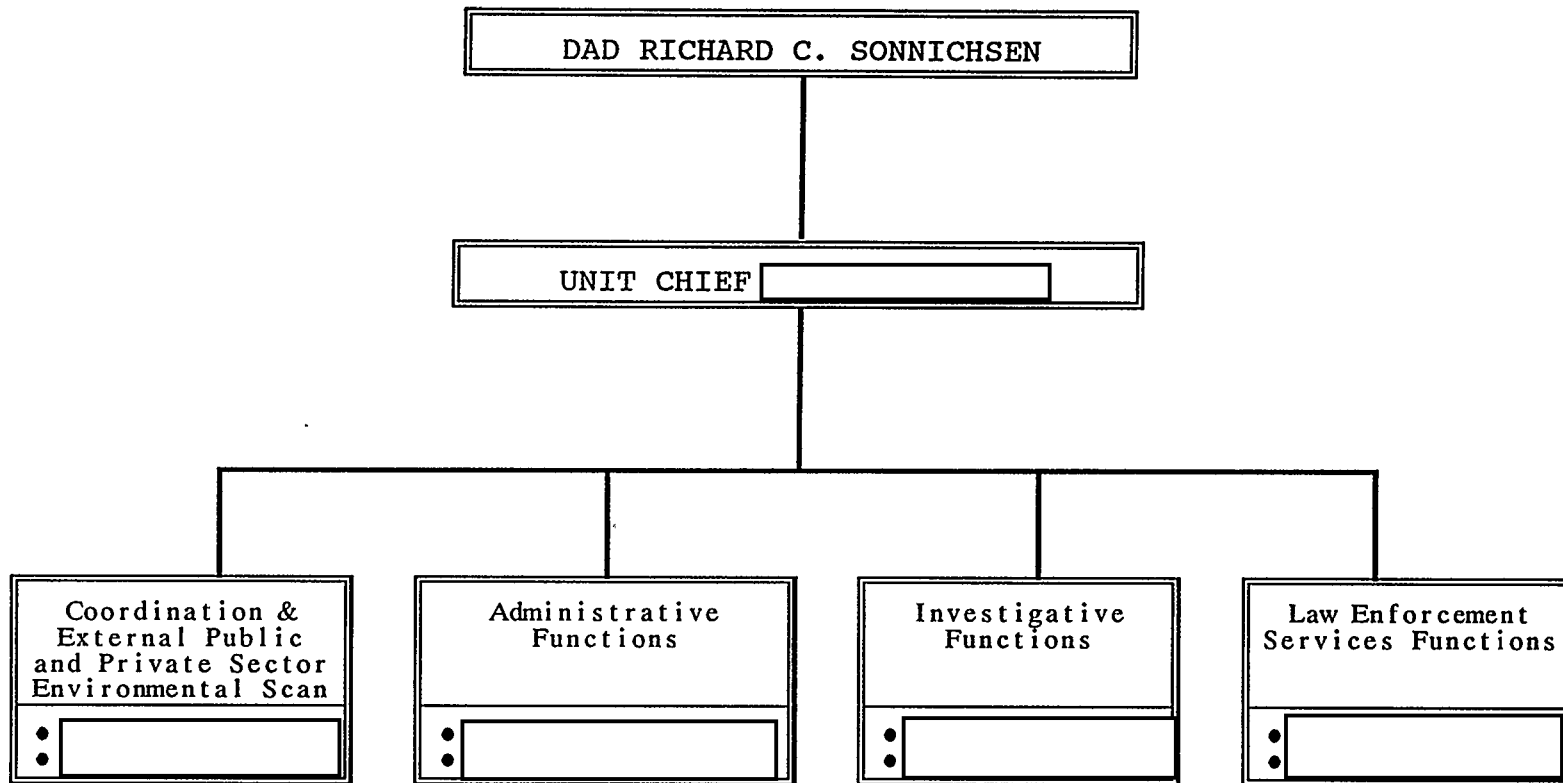 DAD RICHARD C. SONNICHSEN
UNIT CHIEF
Coordination &
External Public
and Private Sector
Environmental Scan
Administrative
Functions
Investigative
Functions
Law Enforcement
Services Functions